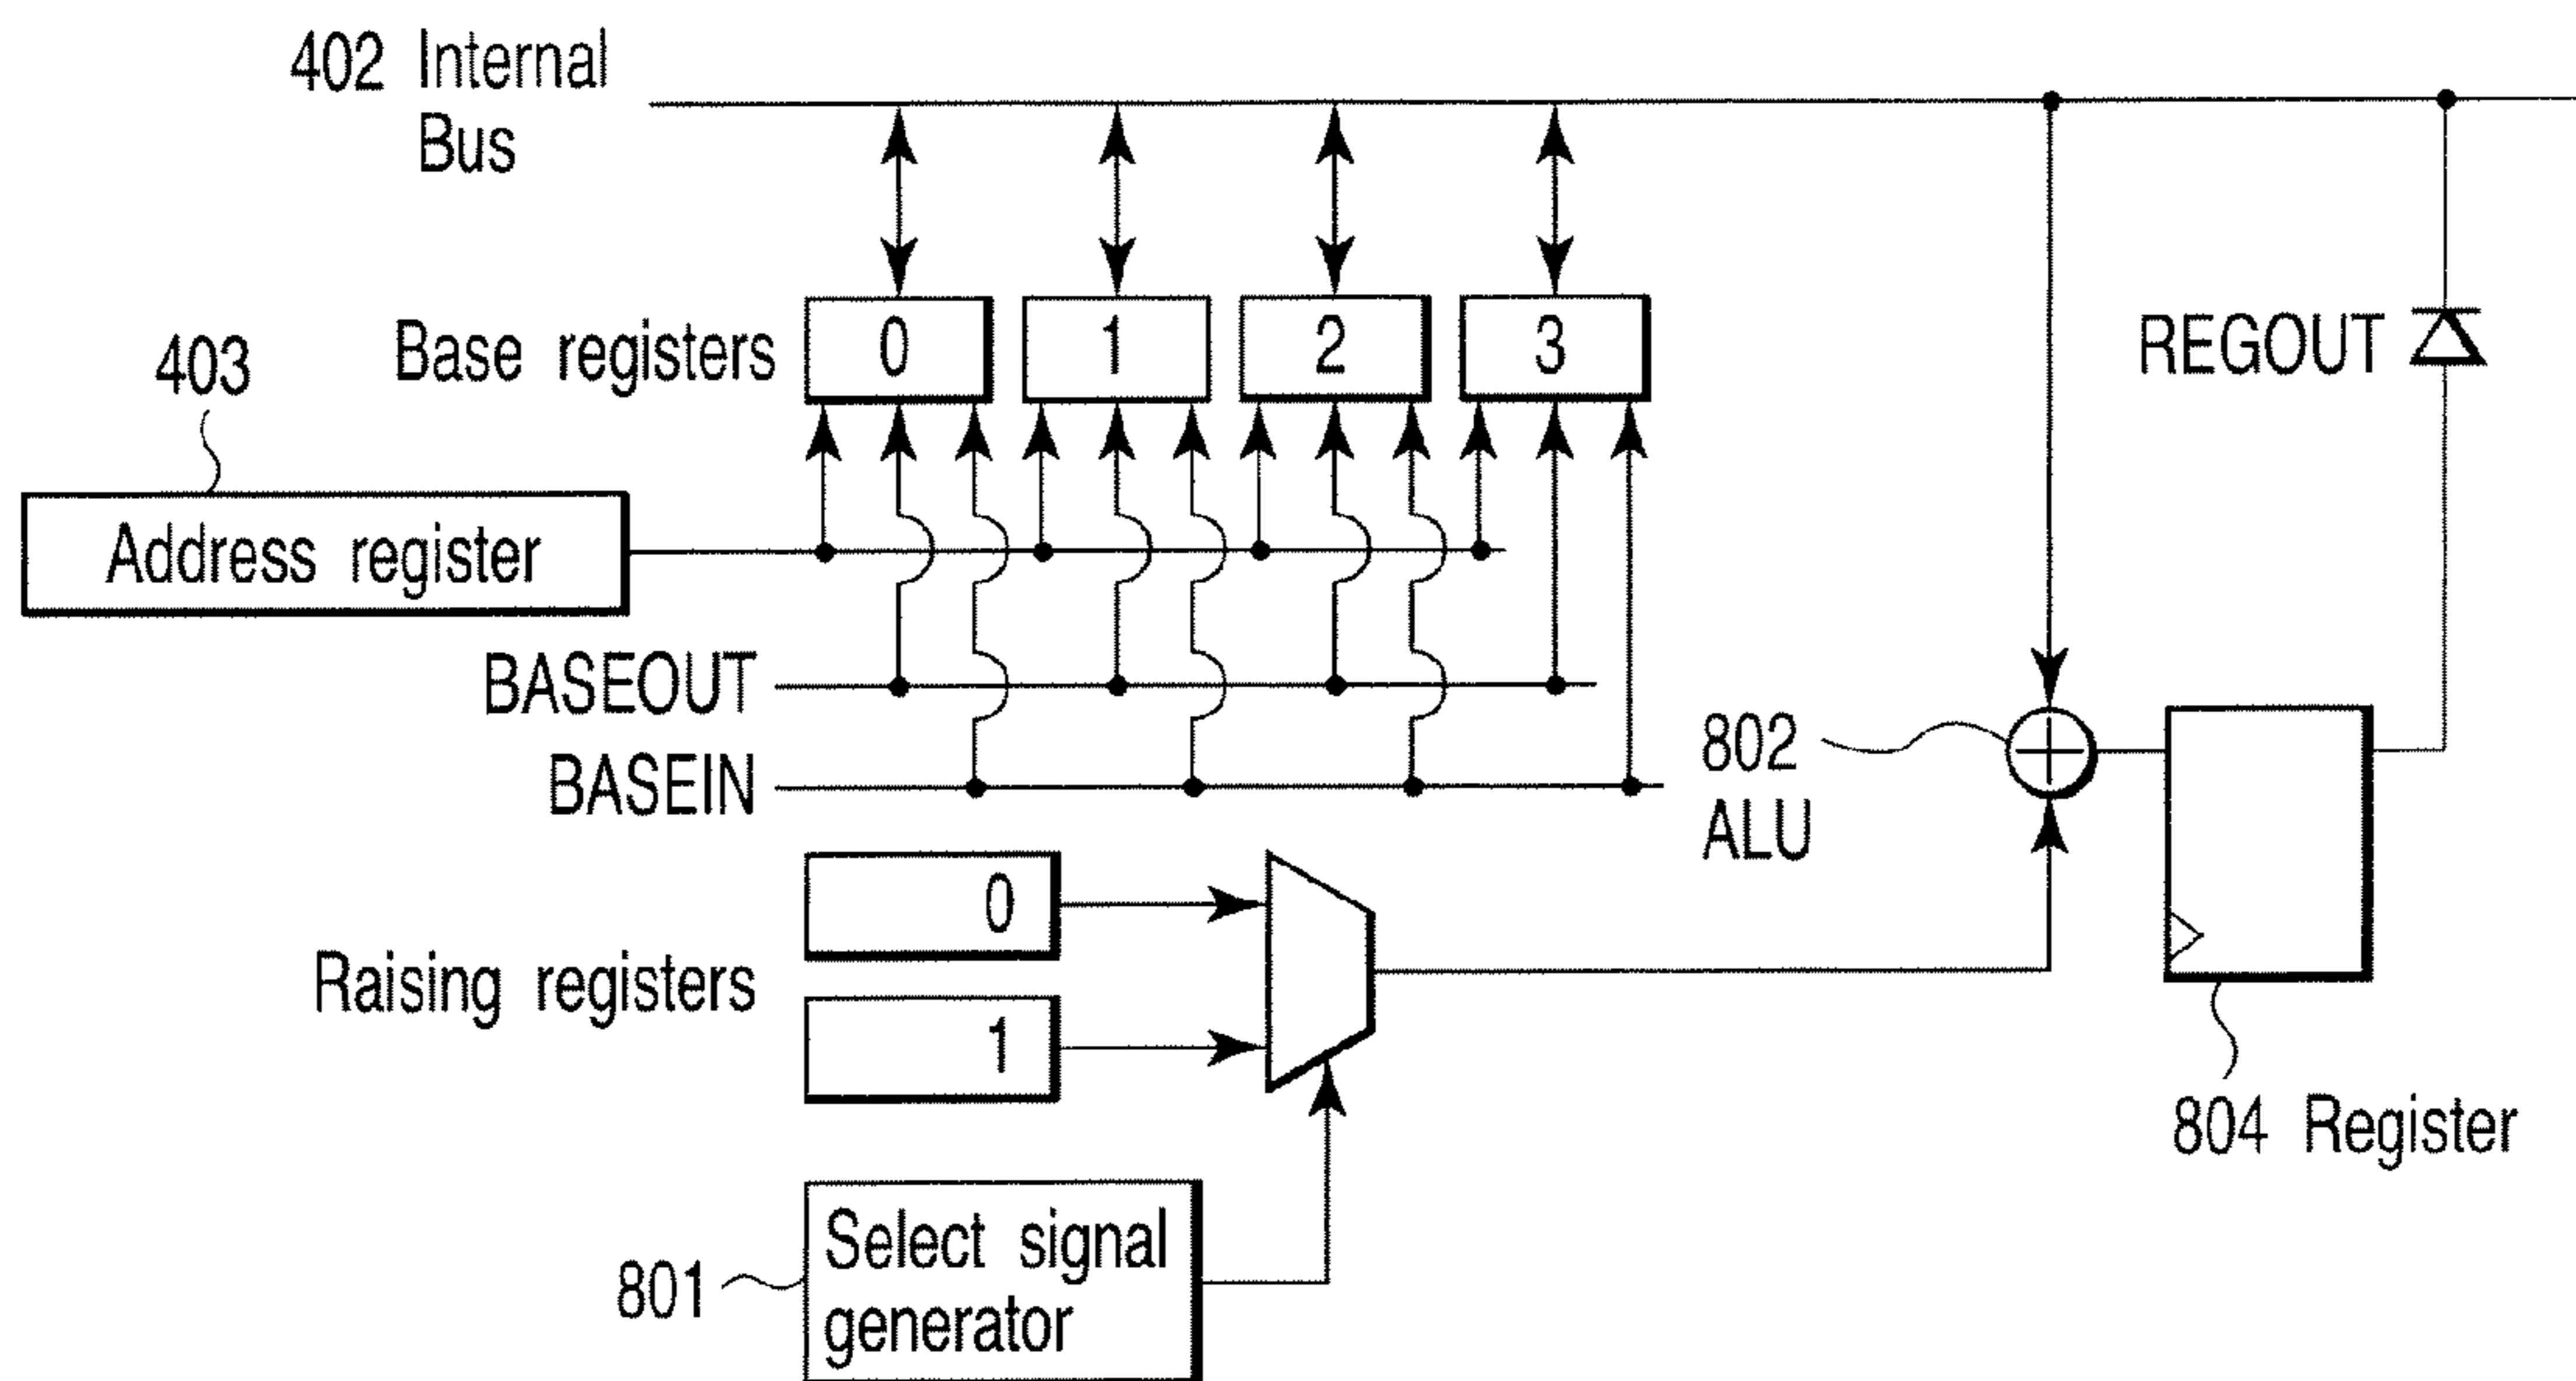 402 Internal
Bus
Base registers
0
1
2
3
REGOUT
403
Address register
BASEOUT
BASEIN
802
ALU
0
Raising registers
1
804 Register
801
Select signal
generator